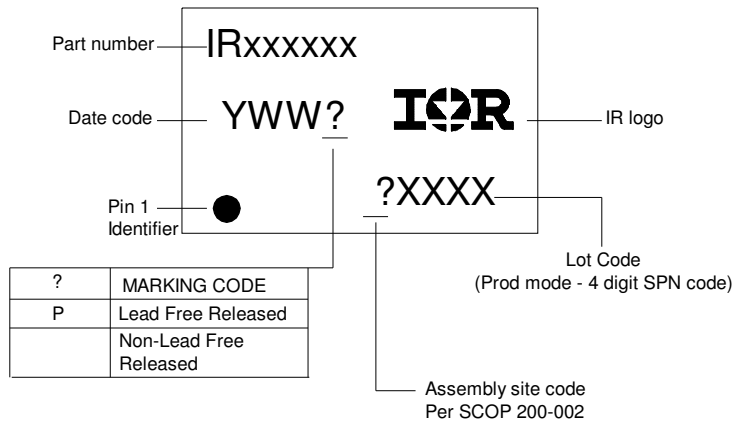 Part number
IRxxxxxx
Date code
YWW?
IOR
IR logo
?XXXX
Pin 1
Identifier
Lot Code
(Prod mode - 4 digit SPN code)
? MARKING CODE
P Lead Free Released
Non-Lead Free
Released
Assembly site code
Per SCOP 200-002